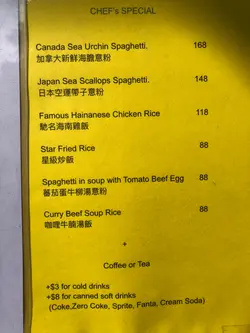 CHEF's SPECIAL
Canada Sea Urchin Spaghetti. 168
加拿大新鮮海膽意粉
Japan Sea Scallops Spaghetti. 148
日本空運帶子意粉
Famous Hainanese Chicken Rice 118
馳名海南雞飯
Star Fried Rice 88
星級炒飯
Spaghetti in soup with Tomato Beef Egg 88
蕃茄蛋牛柳湯意粉
Curry Beef Soup Rice 88
咖喱牛腩湯飯
+
Coffee or Tea
+$3 for cold drinks
+$8 for canned soft drinks
(Coke,Zero Coke, Sprite, Fanta, Cream Soda)